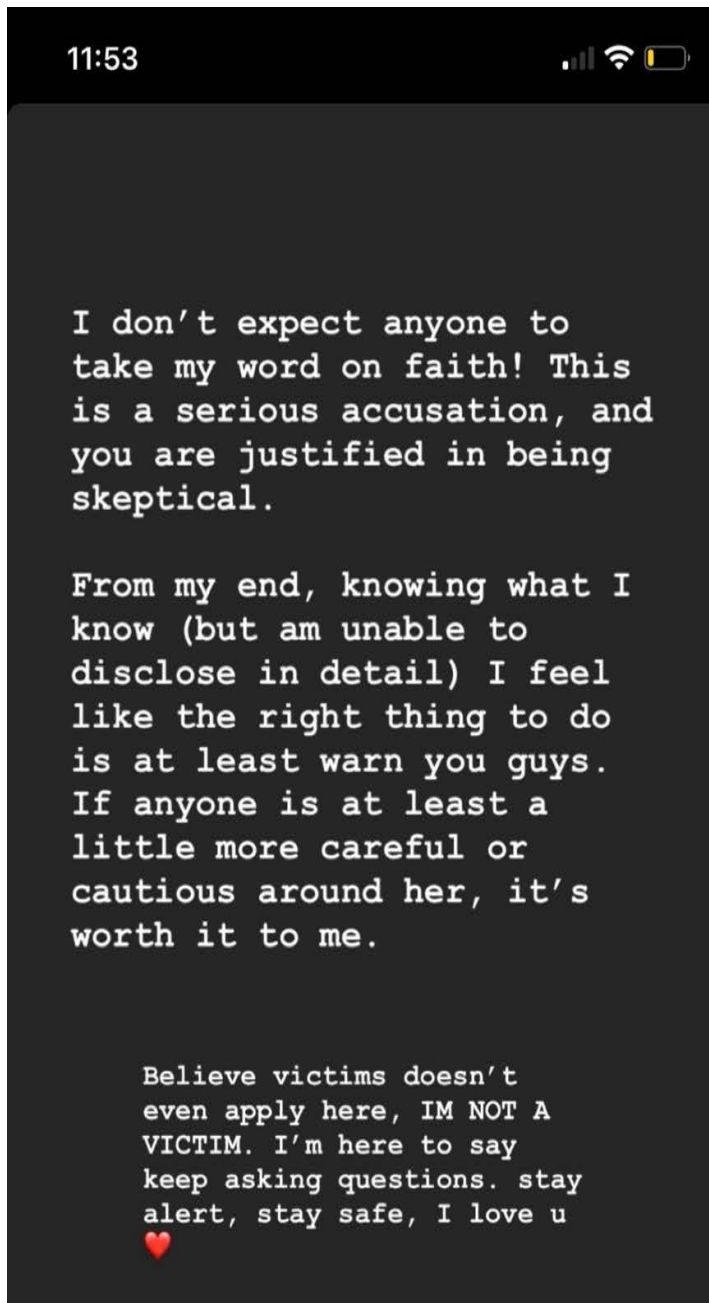 11:53
I don’t expect anyone to
take my word on faith! This
is a serious accusation, and
you are justified in being
skeptical.
From my end, knowing what I
know (but am unable to
disclose in detail) I feel
like the right thing to do
is at least warn you guys.
If anyone is at least a
little more careful or
cautious around her, it’s
worth it to me.
Believe victims doesn’t
even apply here, IM NOT A
VICTIM. I’m here to say
keep asking questions. stay
alert, stay safe, I love u
❤️